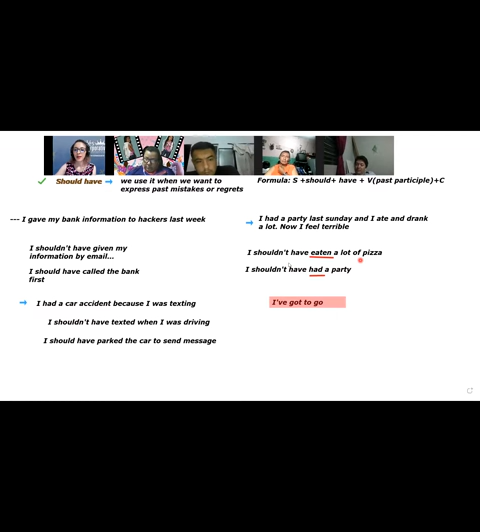 Should have
we use it when we want to
express past mistakes or regrets
Formula: S +should+ have + V(past participle)+C
--- I gave my bank information to hackers last week
I shouldn't have given my
information by email...
I should have called the bank
first
I had a car accident because I was texting
I shouldn't have texted when I was driving
I should have parked the car to send message
I had a party last sunday and I ate and drank
a lot. Now I feel terrible
I shouldn't have eaten a lot of pizza
I shouldn't have had a party
I've got to go